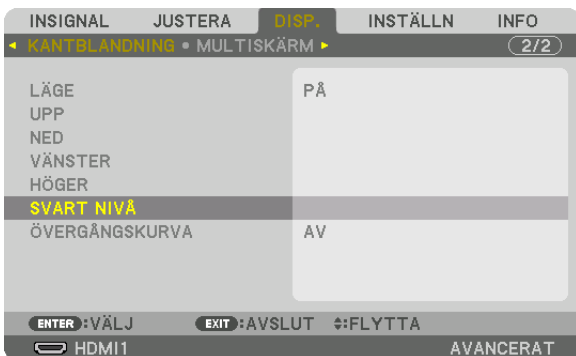 INSIGNAL JUSTERA DISP. INSTÄLLN INFO
KANTBLANDNING • MULTISKÄRM 2/2
LÄGE PÅ
UPP
NED
VÄNSTER
HÖGER
SVART NIVÅ
ÖVERGÅNGSKURVA AV
ENTER :VÄLJ EXIT :AVSLUT :FLYTTA
HDMI1 AVANCERAT